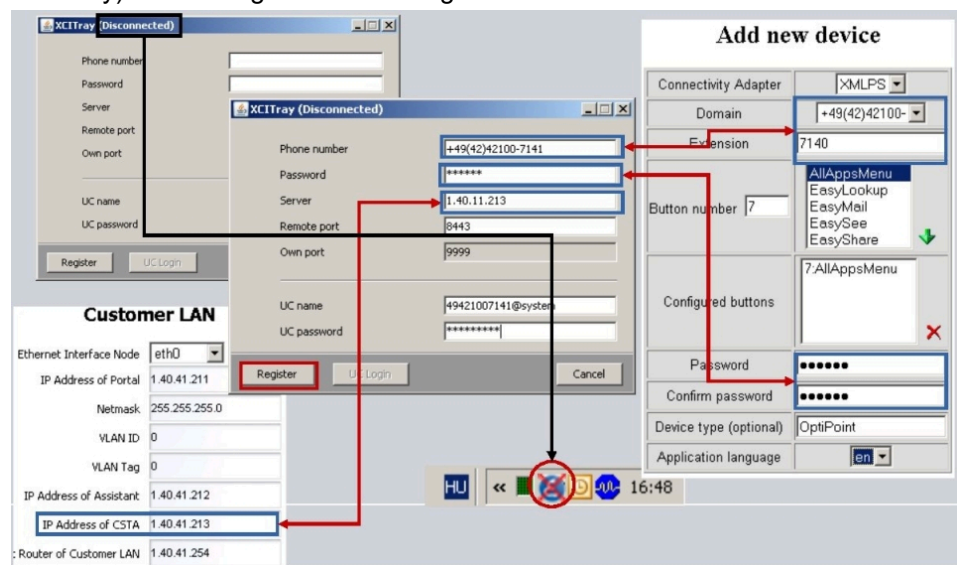 XCITray (Disconnected)
Phone number
Password
Server
Remote port
Own port
UC name
UC password
Register
UC Login
XCITray (Disconnected)
Phone number +49(42)42100-7141
Password ******
Server 1.40.11.213
Remote port 8443
Own port 9999
UC name 49421007141@system
UC password *********
Register UC Login Cancel
Add new device
Connectivity Adapter XMLPS
Domain +49(42)42100-
Extension 7140
Button number 7
AllAppsMenu
EasyLookup
EasyMail
EasySee
EasyShare
Configured buttons
7:AllAppsMenu
Password ••••••
Confirm password ••••••
Device type (optional) OptiPoint
Application language en
Customer LAN
Ethernet Interface Node eth0
IP Address of Portal 1.40.41.211
Netmask 255.255.255.0
VLAN ID 0
VLAN Tag 0
IP Address of Assistant 1.40.41.212
IP Address of CSTA 1.40.41.213
: Router of Customer LAN 1.40.41.254
HU « 16:48